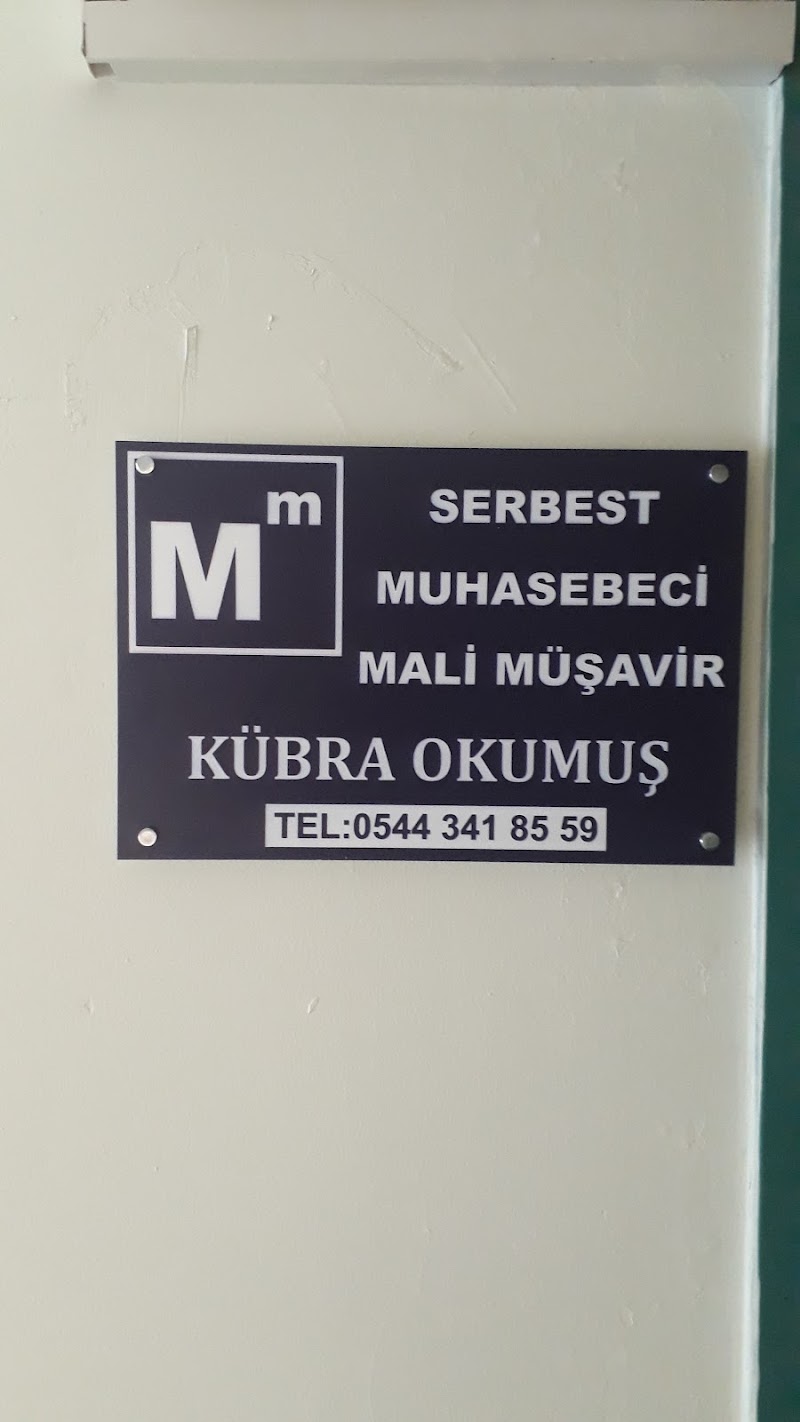 Mm
SERBEST
MUHASEBECİ
MALİ MÜŞAVİR
KÜBRA OKUMUŞ
TEL:0544 341 85 59